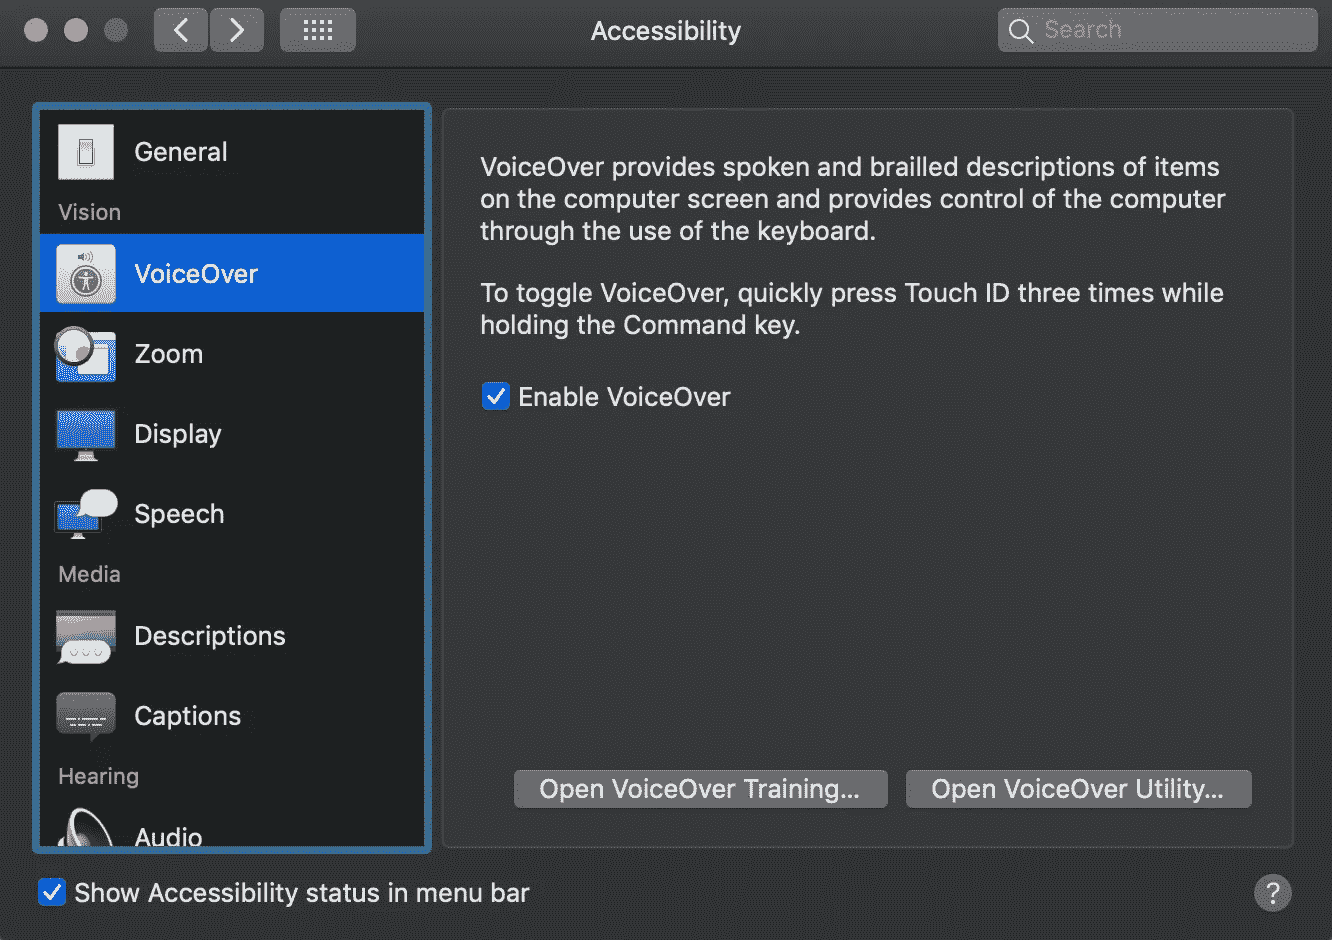 Accessibility
Search
General
Vision
VoiceOver
Zoom
Display
Speech
Media
Descriptions
Captions
Hearing
Audio
VoiceOver provides spoken and brailled descriptions of items
on the computer screen and provides control of the computer
through the use of the keyboard.
To toggle VoiceOver, quickly press Touch ID three times while
holding the Command key.
Enable VoiceOver
Open VoiceOver Training...
Open VoiceOver Utility...
Show Accessibility status in menu bar
?